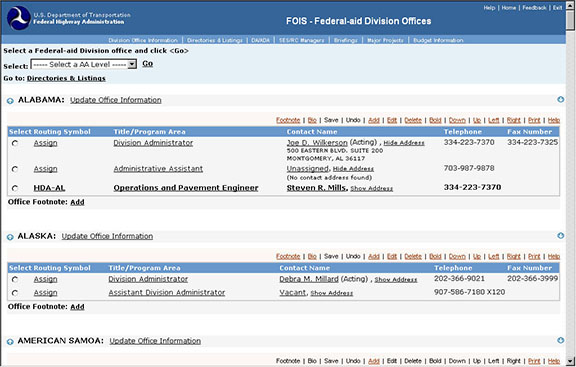 U.S. Department of Transportation
Federal Highway Administration
FOIS - Federal-aid Division Offices
Help | Home | Feedback | Exit
Division Office Information | Directories & Listings | DA/ADA | SES/RC Managers | Briefings | Major Projects | Budget Information
Select a Federal-aid Division office and click <Go>
Select: ----- Select a AA Level ----- Go
Go to: Directories & Listings
ALABAMA: Update Office Information
Footnote | Bio | Save | Undo | Add | Edit | Delete | Bold | Down | Up | Left | Right | Print | Help
Select Routing Symbol Title/Program Area Contact Name Telephone Fax Number
Assign Division Administrator Joe D. Wilkerson (Acting) , Hide Address 334-223-7370 334-223-7325
500 EASTERN BLVD. SUITE 200
MONTGOMERY, AL 36117
Assign Administrative Assistant Unassigned, Hide Address 703-987-9878
(No contact address found)
HDA-AL Operations and Pavement Engineer Steven R. Mills, Show Address 334-223-7370
Office Footnote: Add
ALASKA: Update Office Information
Footnote | Bio | Save | Undo | Add | Edit | Delete | Bold | Down | Up | Left | Right | Print | Help
Select Routing Symbol Title/Program Area Contact Name Telephone Fax Number
Assign Division Administrator Debra M. Millard (Acting) , Show Address 202-366-9021 202-366-3999
Assign Assistant Division Administrator Vacant, Show Address 907-586-7180 X120
Office Footnote: Add
AMERICAN SAMOA: Update Office Information
Footnote | Bio | Save | Undo | Add | Edit | Delete | Bold | Down | Up | Left | Right | Print | Help